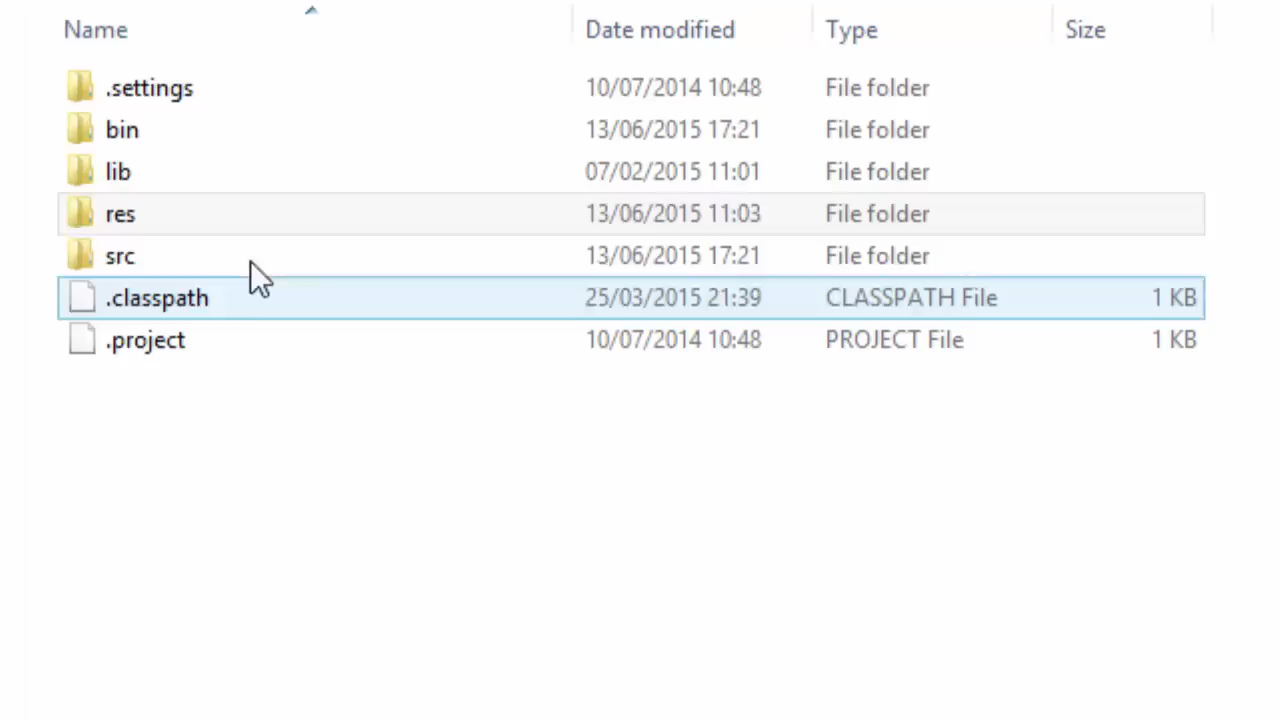 Name Date modified Type Size
.settings 10/07/2014 10:48 File folder
bin 13/06/2015 17:21 File folder
lib 07/02/2015 11:01 File folder
res 13/06/2015 11:03 File folder
src 13/06/2015 17:21 File folder
.classpath 25/03/2015 21:39 CLASSPATH File 1 KB
.project 10/07/2014 10:48 PROJECT File 1 KB